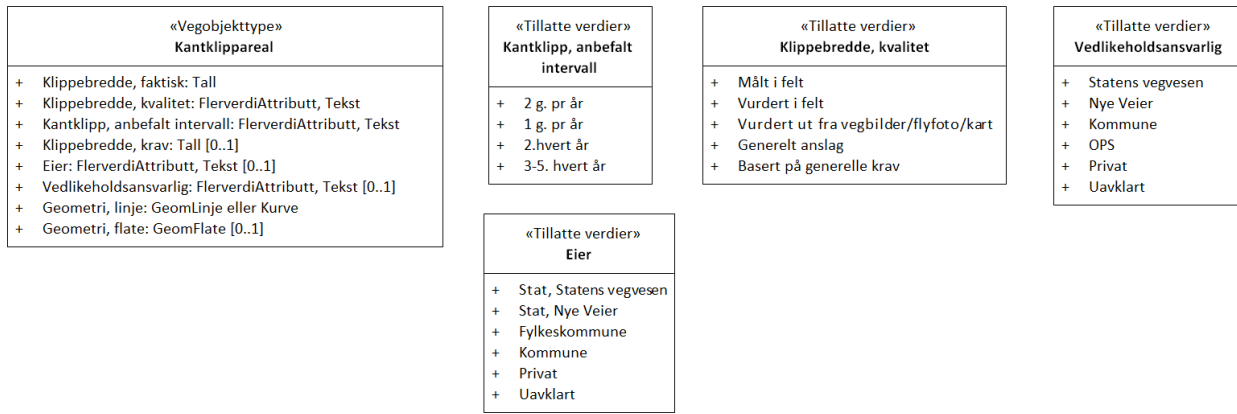 «Vegobjekttype»
Kantklippareal
+ Klippebredde, faktisk: Tall
+ Klippebredde, kvalitet: FlerverdiAttributt, Tekst
+ Kantklipp, anbefalt intervall: FlerverdiAttributt, Tekst
+ Klippebredde, krav: Tall [0..1]
+ Eier: FlerverdiAttributt, Tekst [0..1]
+ Vedlikeholdsansvarlig: FlerverdiAttributt, Tekst [0..1]
+ Geometri, linje: GeomLinje eller Kurve
+ Geometri, flate: GeomFlate [0..1]
«Tillatte verdier»
Kantklipp, anbefalt
intervall
+ 2 g. pr år
+ 1 g. pr år
+ 2.hvert år
+ 3-5. hvert år
«Tillatte verdier»
Klippebredde, kvalitet
+ Målt i felt
+ Vurdert i felt
+ Vurdert ut fra vegbilder/flyfoto/kart
+ Generelt anslag
+ Basert på generelle krav
«Tillatte verdier»
Vedlikeholdsansvarlig
+ Statens vegvesen
+ Nye Veier
+ Kommune
+ OPS
+ Privat
+ Uavklart
«Tillatte verdier»
Eier
+ Stat, Statens vegvesen
+ Stat, Nye Veier
+ Fylkeskommune
+ Kommune
+ Privat
+ Uavklart